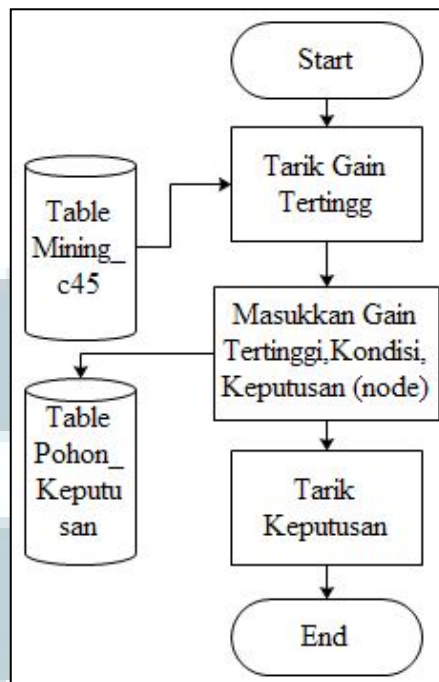 Start
Tarik Gain
Tertingg
Table
Mining_
c45
Masukkan Gain
Tertinggi,Kondisi,
Keputusan (node)
Table
Pohon_
Keputu
san
Tarik
Keputusan
End